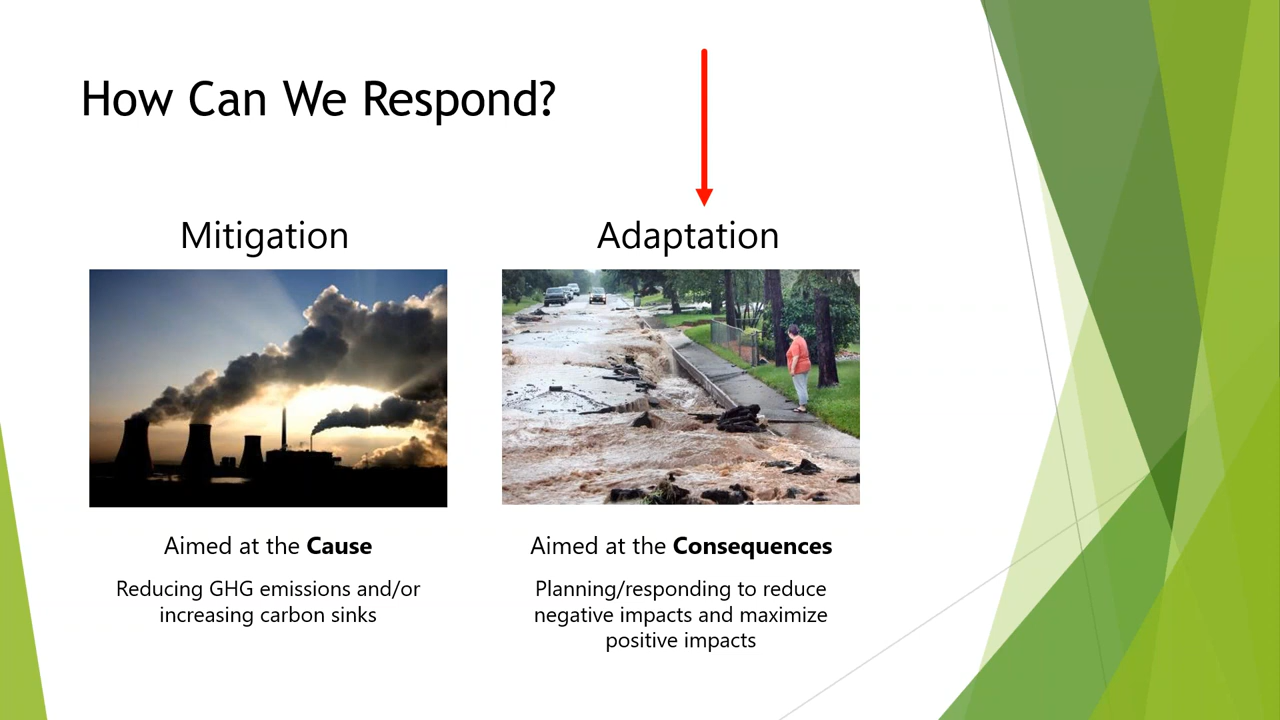 How Can We Respond?
Mitigation
Aimed at the Cause
Reducing GHG emissions and/or
increasing carbon sinks
Adaptation
Aimed at the Consequences
Planning/responding to reduce
negative impacts and maximize
positive impacts